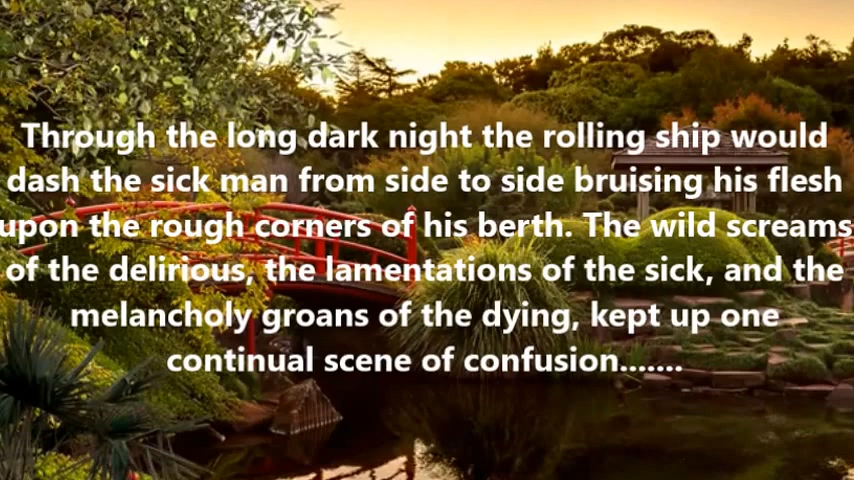 Through the long dark night the rolling ship would
dash the sick man from side to side bruising his flesh
upon the rough corners of his berth. The wild screams
of the delirious, the lamentations of the sick, and the
melancholy groans of the dying, kept up one
continual scene of confusion.......